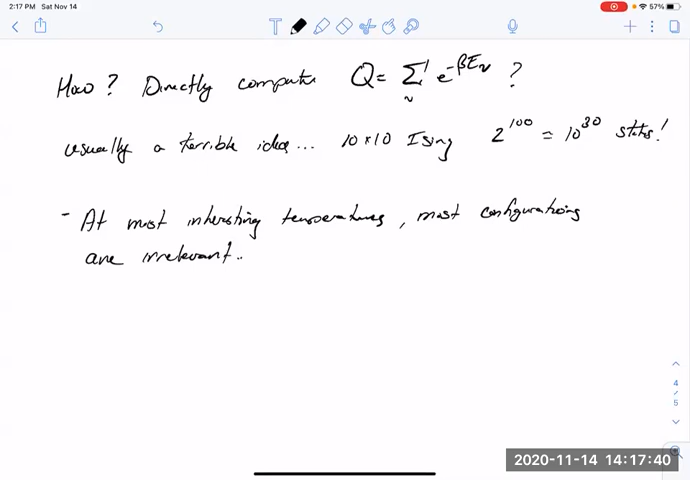 2:17 PM Sat Nov 14
57%
How? Directly compute Q = Σ_ν e^{-βE_ν} ?
usually a terrible idea... 10×10 Ising 2^100 = 10^30 states!
- At most interesting temperatures, most configurations
are irrelevant..
4
/
5
2020-11-14 14:17:40